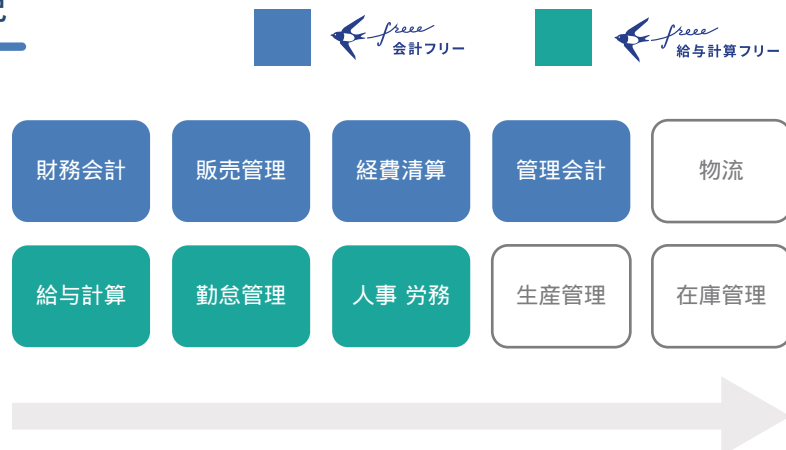 freee
会計フリー
freee
給与計算フリー
財務会計
販売管理
経費清算
管理会計
物流
給与計算
勤怠管理
人事 労務
生産管理
在庫管理